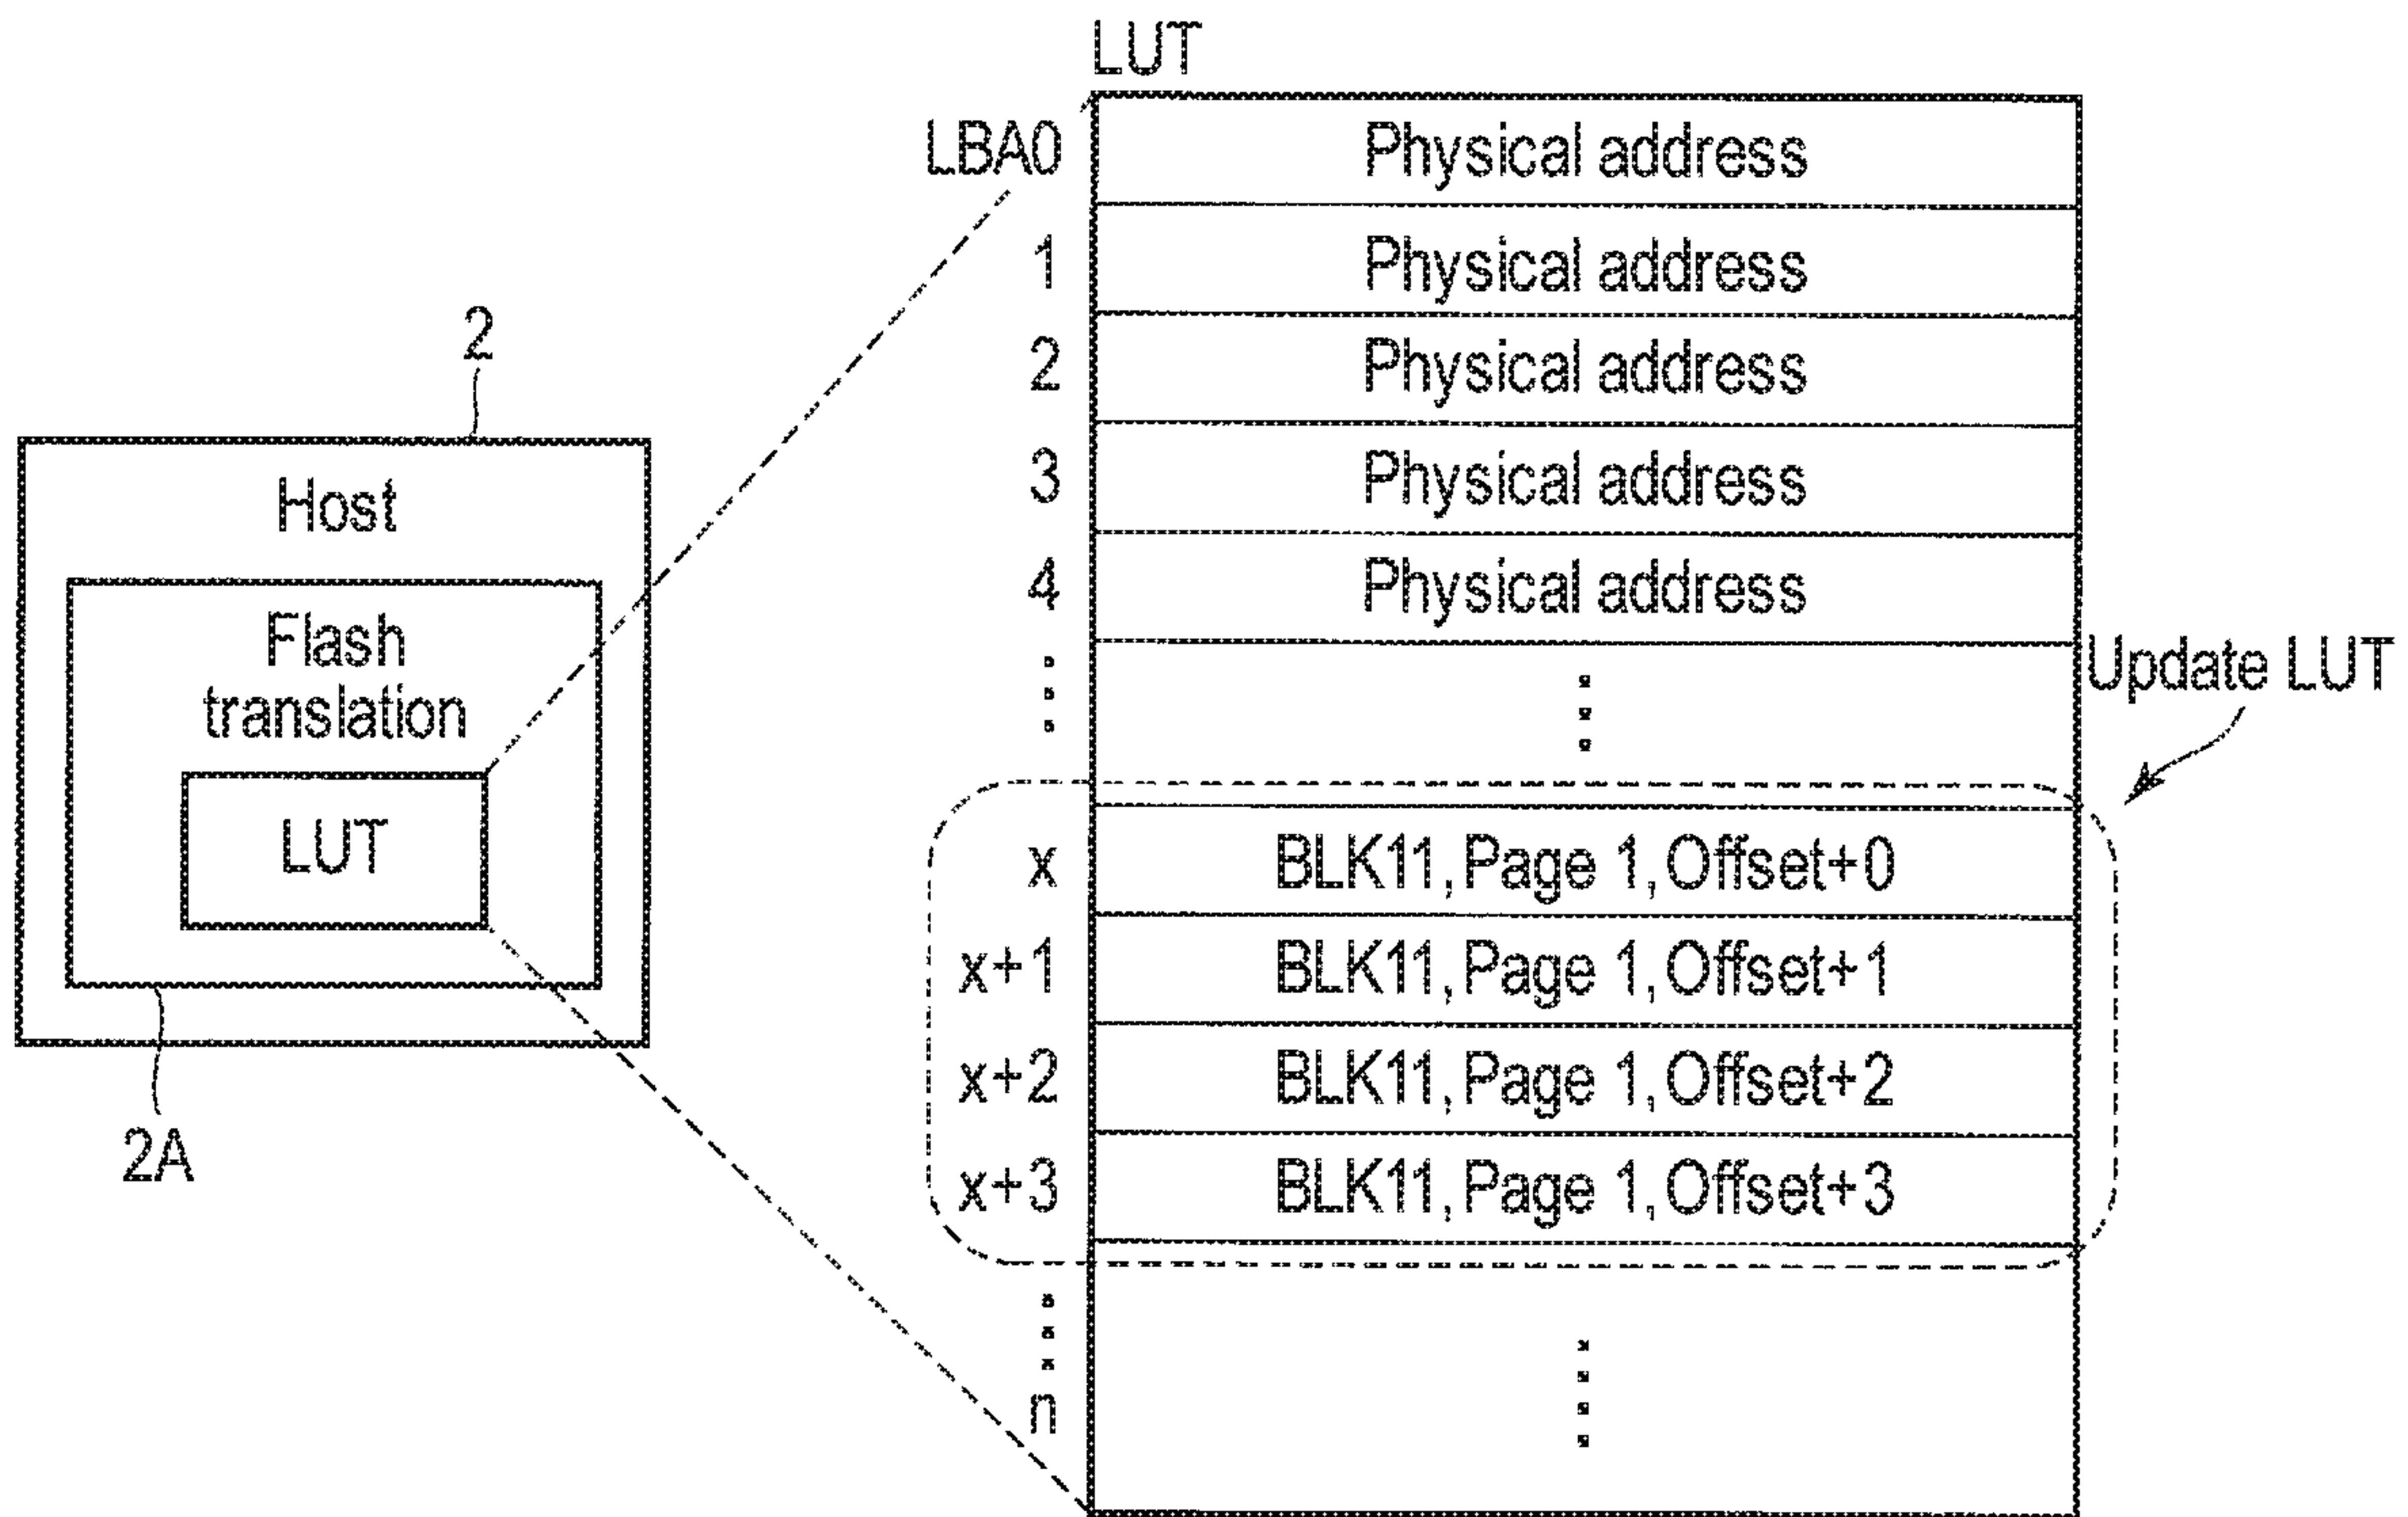 LUT
LBA0 Physical address
1 Physical address
2 Physical address
3 Physical address
4 Physical address
Update LUT
x BLK11, Page 1, Offset+0
x+1 BLK11, Page 1, Offset+1
x+2 BLK11, Page 1, Offset+2
x+3 BLK11, Page 1, Offset+3
n
2
Host
Flash
translation
LUT
2A